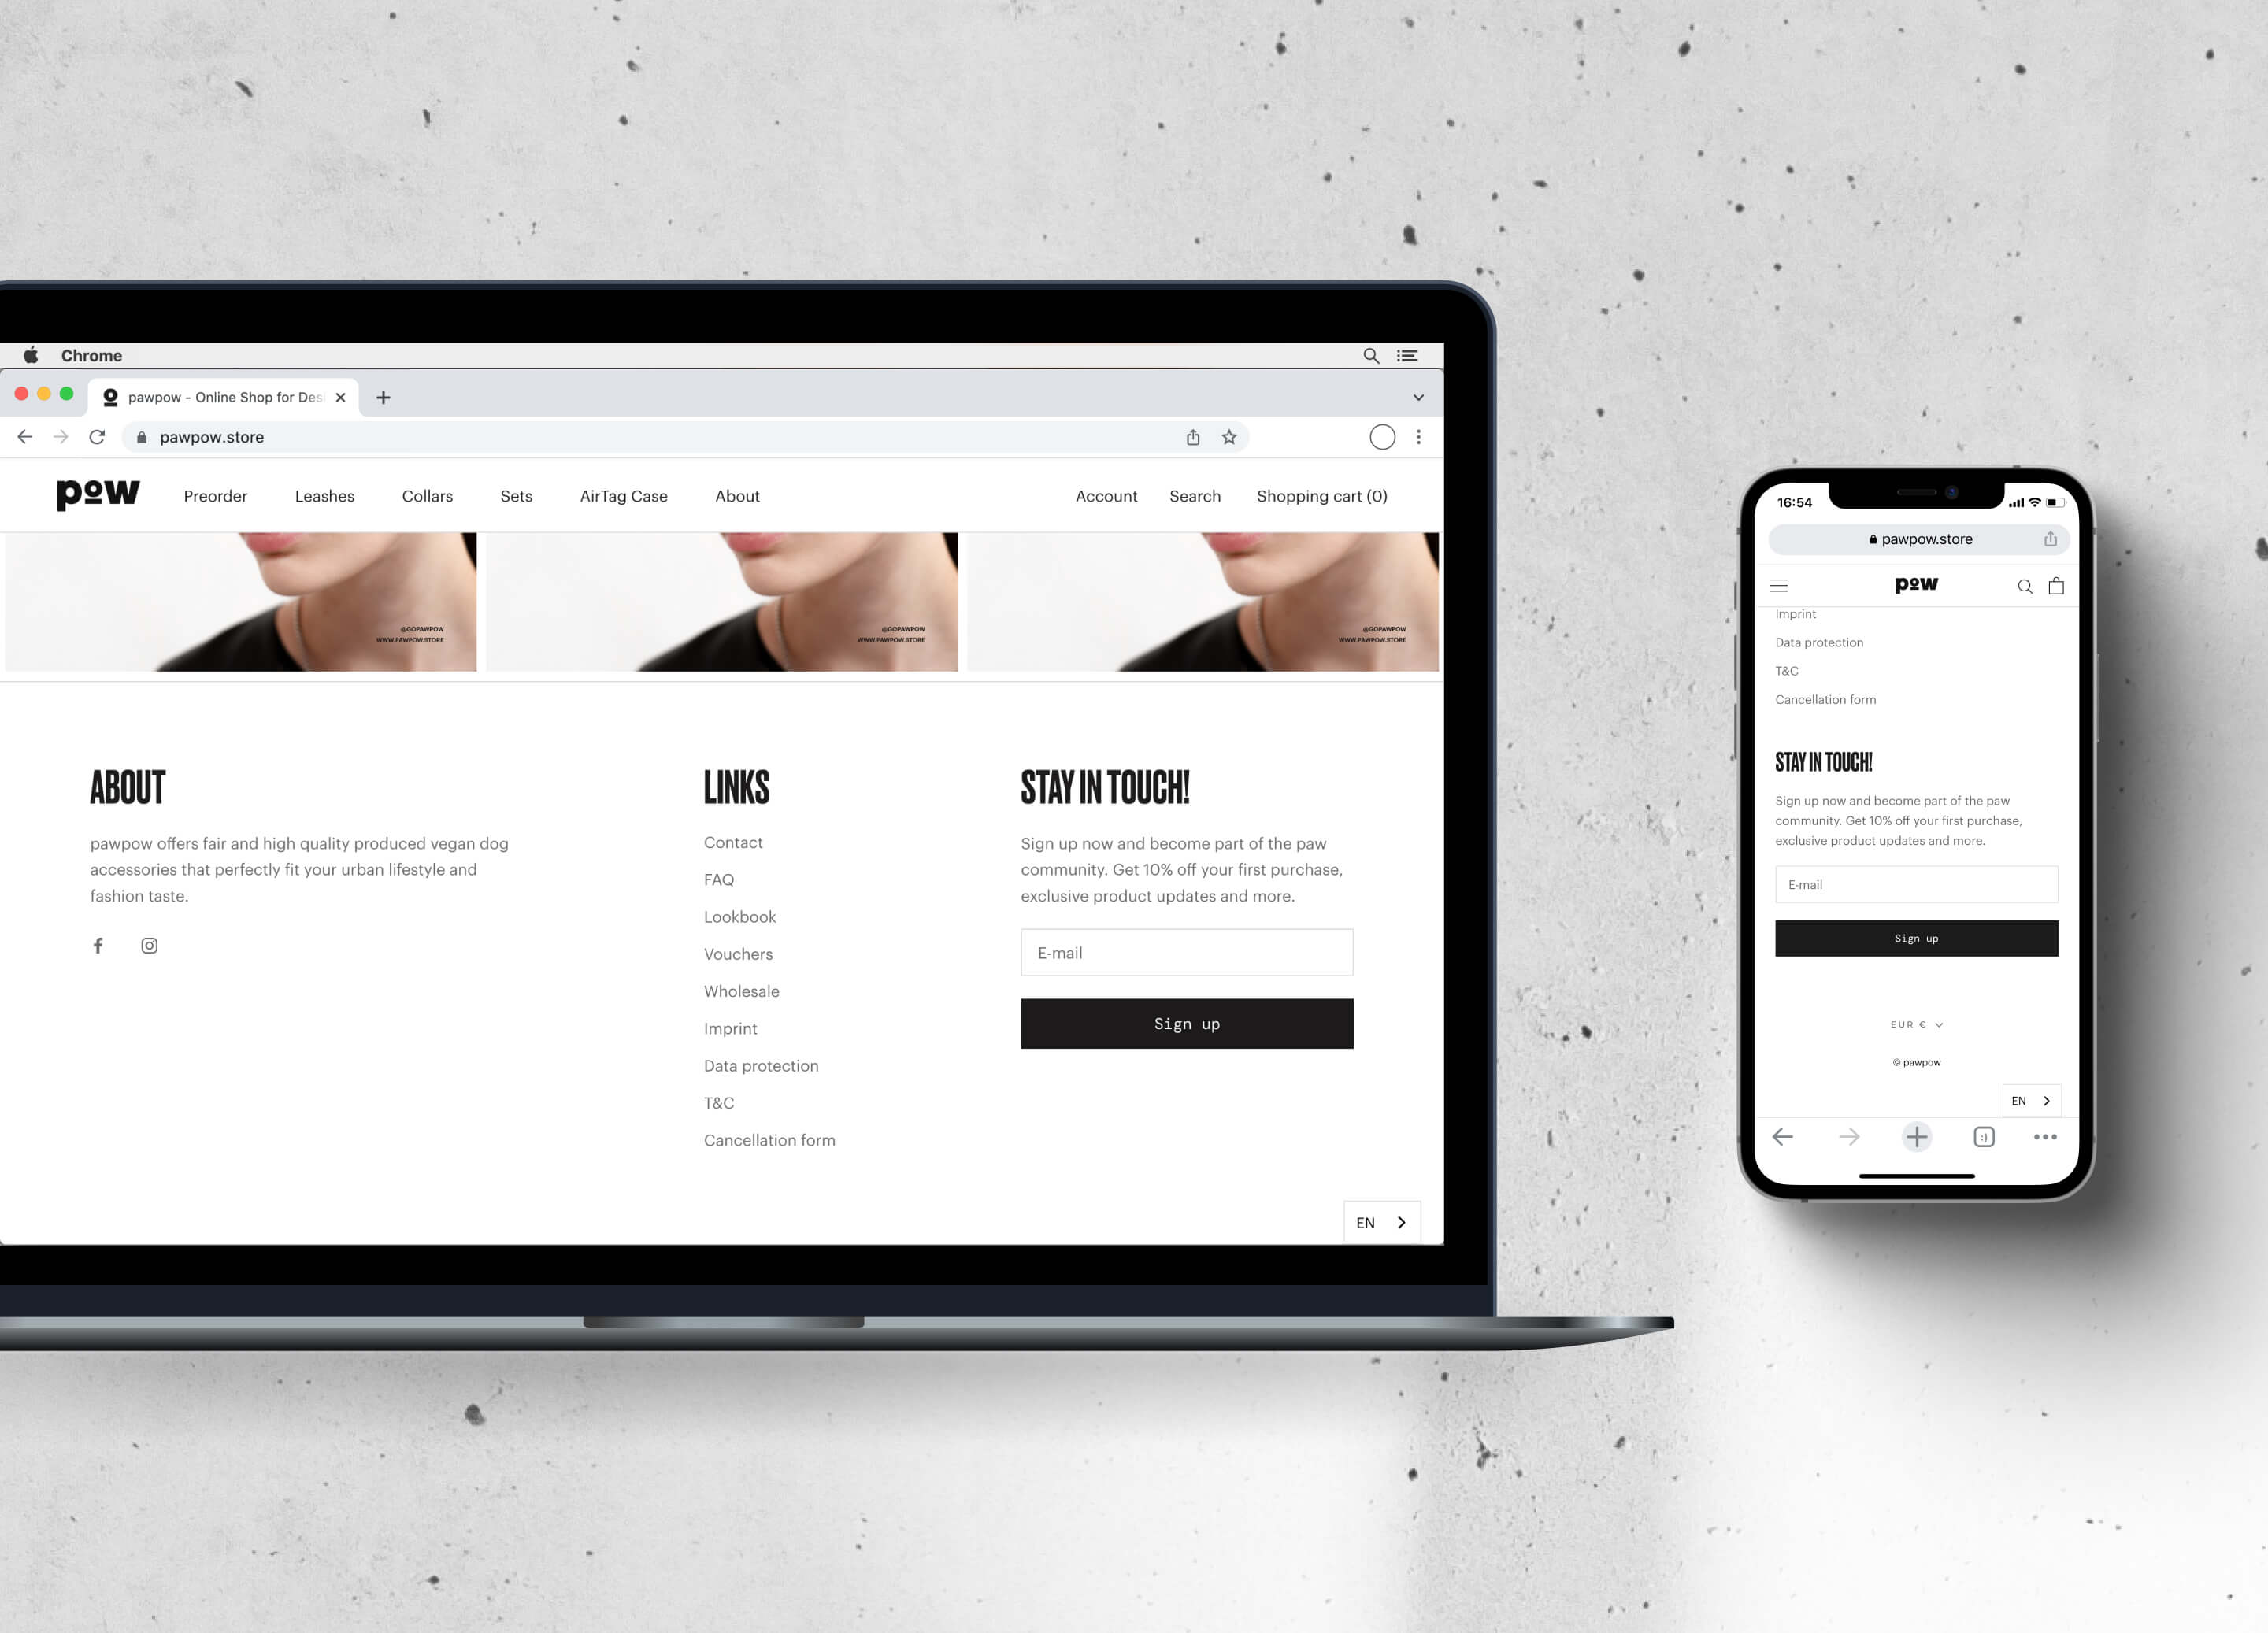 Chrome
pawpow - Online Shop for Des
pawpow.store
pow
Preorder
Leashes
Collars
Sets
AirTag Case
About
Account
Search
Shopping cart (0)
@GOPAWPOW
WWW.PAWPOW.STORE
@GOPAWPOW
WWW.PAWPOW.STORE
@GOPAWPOW
WWW.PAWPOW.STORE
ABOUT
pawpow offers fair and high quality produced vegan dog
accessories that perfectly fit your urban lifestyle and
fashion taste.
LINKS
Contact
FAQ
Lookbook
Vouchers
Wholesale
Imprint
Data protection
T&C
Cancellation form
STAY IN TOUCH!
Sign up now and become part of the paw
community. Get 10% off your first purchase,
exclusive product updates and more.
E-mail
Sign up
EN
16:54
pawpow.store
pow
Imprint
Data protection
T&C
Cancellation form
STAY IN TOUCH!
Sign up now and become part of the paw
community. Get 10% off your first purchase,
exclusive product updates and more.
E-mail
Sign up
EUR €
© pawpow
EN
:)